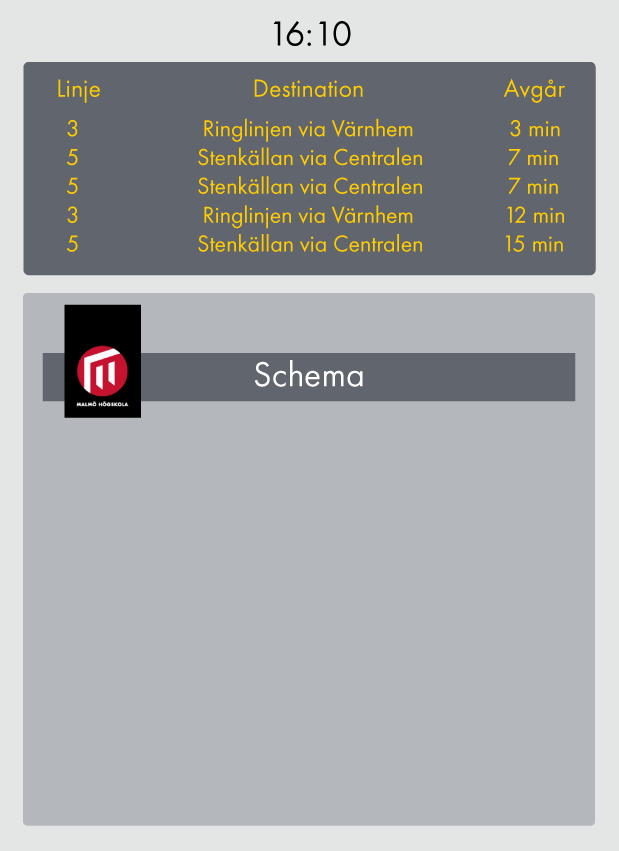 16:10
Linje Destination Avgår
3 Ringlinjen via Värnhem 3 min
5 Stenkällan via Centralen 7 min
5 Stenkällan via Centralen 7 min
3 Ringlinjen via Värnhem 12 min
5 Stenkällan via Centralen 15 min
Schema
MALMÖ HÖGSKOLA